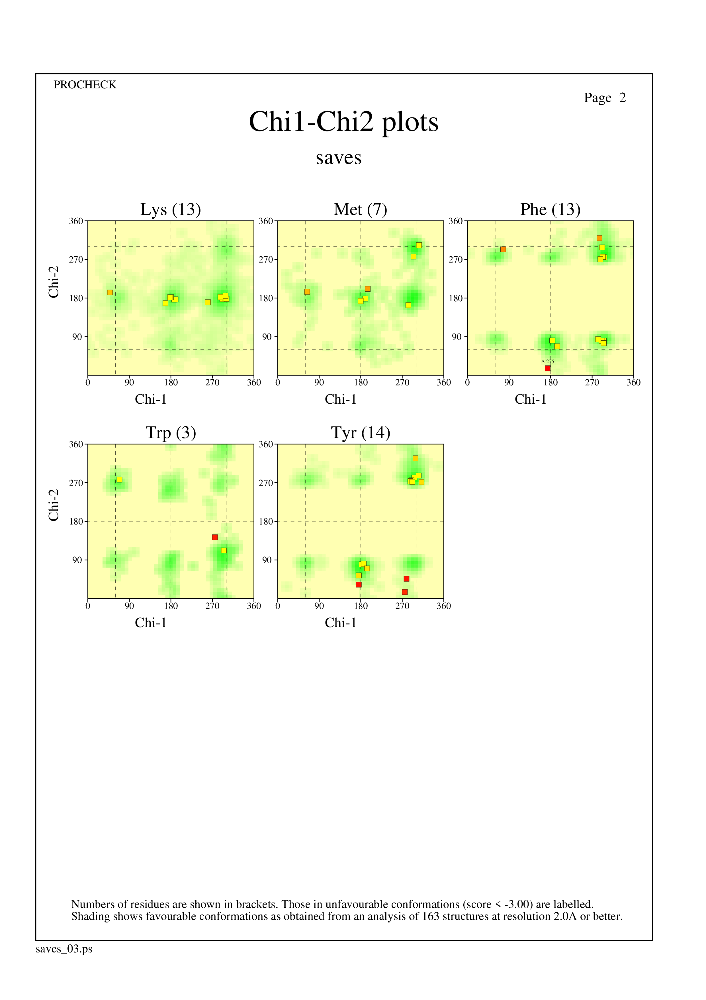 PROCHECK
Page 2
Chi1-Chi2 plots
saves
Lys (13)
Met (7)
Phe (13)
360
270
180
90
Chi-2
0 90 180 270 360
Chi-1
360
270
180
90
0 90 180 270 360
Chi-1
360
270
180
90
A 275
0 90 180 270 360
Chi-1
Trp (3)
Tyr (14)
360
270
180
90
Chi-2
0 90 180 270 360
Chi-1
360
270
180
90
0 90 180 270 360
Chi-1
Numbers of residues are shown in brackets. Those in unfavourable conformations (score < -3.00) are labelled.
Shading shows favourable conformations as obtained from an analysis of 163 structures at resolution 2.0A or better.
saves_03.ps